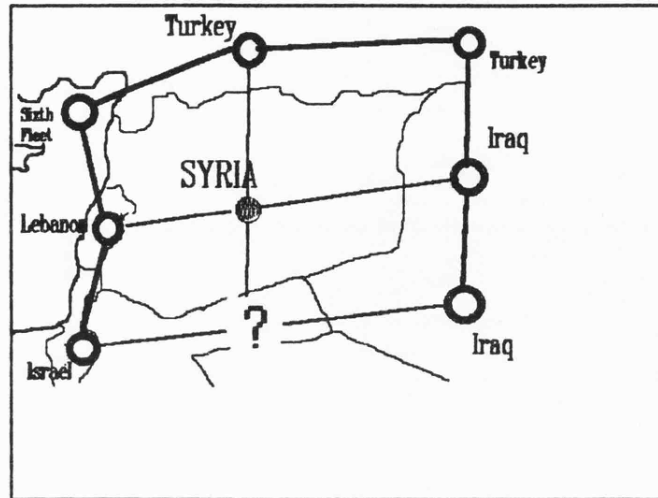 Turkey
Turkey
Sixth
Fleet
Iraq
SYRIA
Lebanon
?
Iraq
Israel